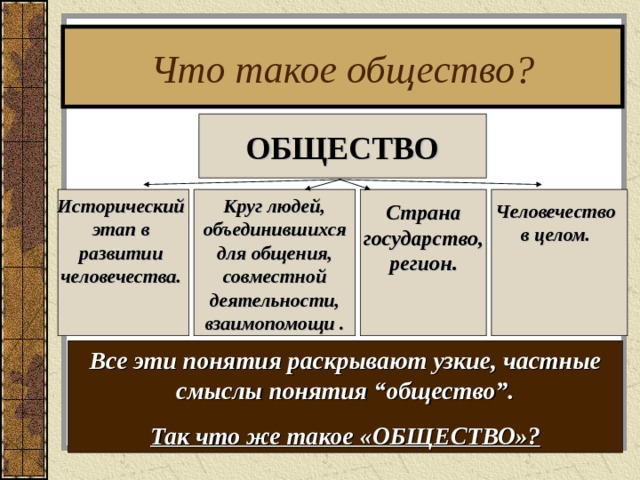 Что такое общество?
ОБЩЕСТВО
Исторический
этап в
развитии
человечества.
Круг людей,
объединившихся
для общения,
совместной
деятельности,
взаимопомощи .
Страна
государство,
регион.
Человечество
в целом.
Все эти понятия раскрывают узкие, частные
смыслы понятия “общество”.
Так что же такое «ОБЩЕСТВО»?